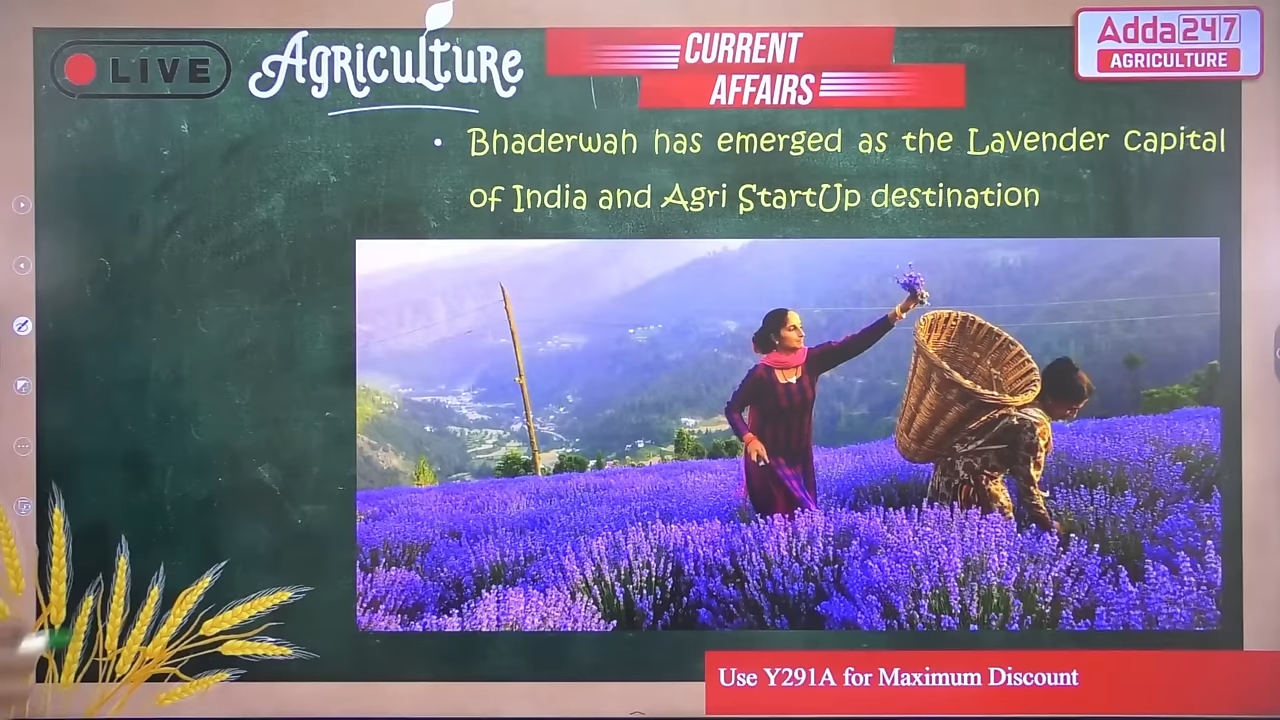 LIVE
Agriculture
CURRENT
AFFAIRS
Adda247
AGRICULTURE
• Bhaderwah has emerged as the Lavender capital
of India and Agri StartUp destination
Use Y291A for Maximum Discount